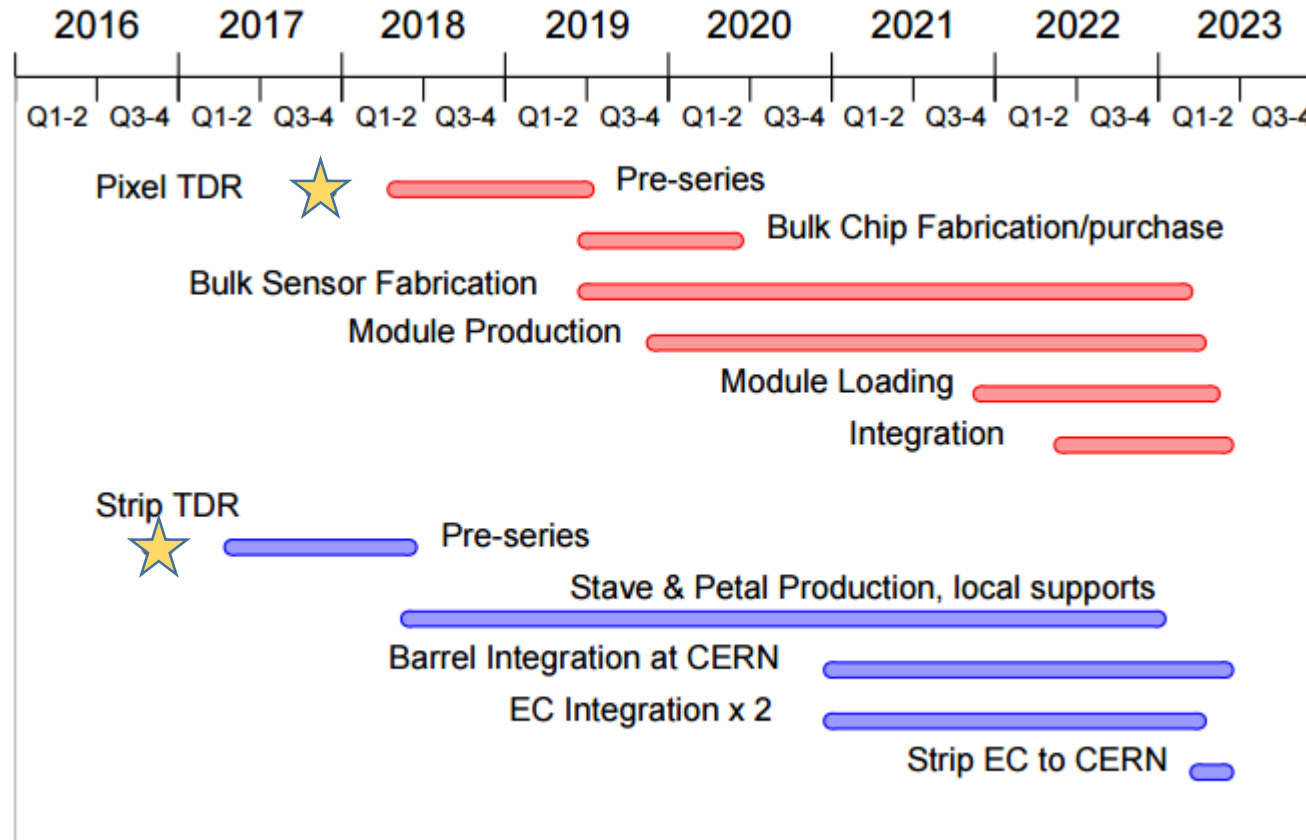 2016 2017 2018 2019 2020 2021 2022 2023
Q1-2 Q3-4 Q1-2 Q3-4 Q1-2 Q3-4 Q1-2 Q3-4 Q1-2 Q3-4 Q1-2 Q3-4 Q1-2 Q3-4 Q1-2 Q3-4
Pixel TDR Pre-series
Bulk Chip Fabrication/purchase
Bulk Sensor Fabrication
Module Production
Module Loading
Integration
Strip TDR
Pre-series
Stave & Petal Production, local supports
Barrel Integration at CERN
EC Integration x 2
Strip EC to CERN